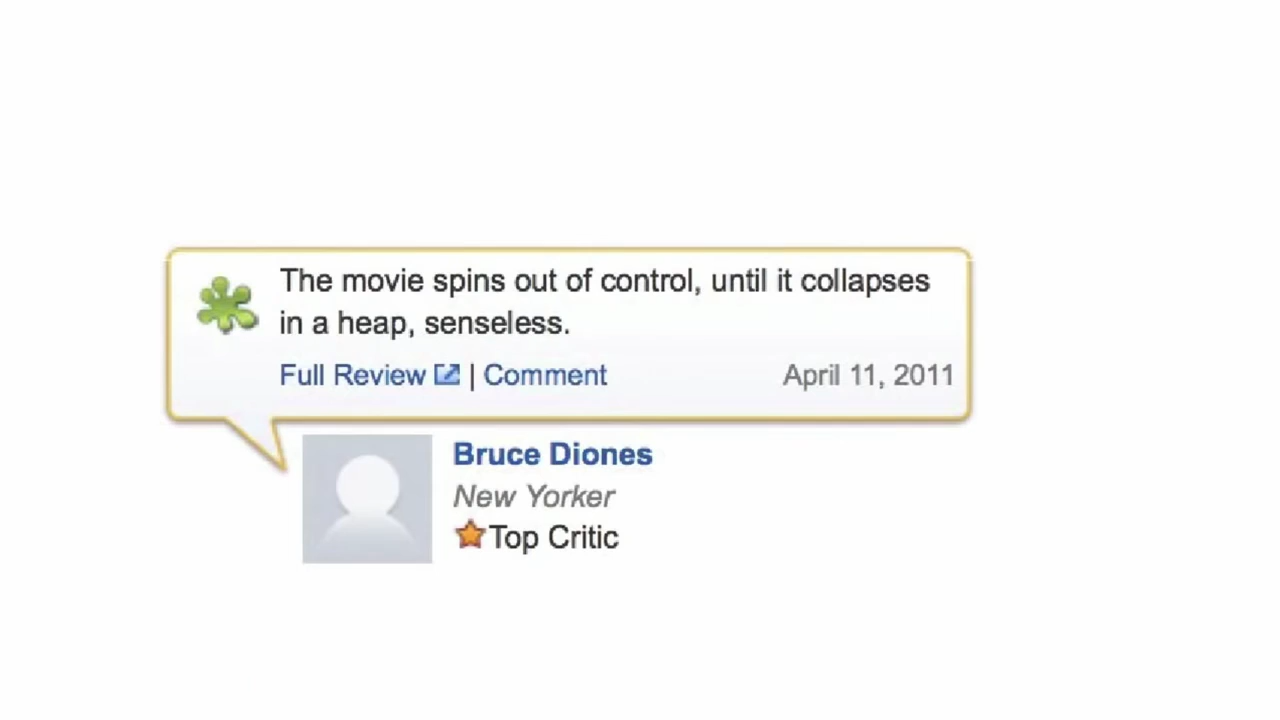 The movie spins out of control, until it collapses
in a heap, senseless.
Full Review | Comment April 11, 2011
Bruce Diones
New Yorker
Top Critic